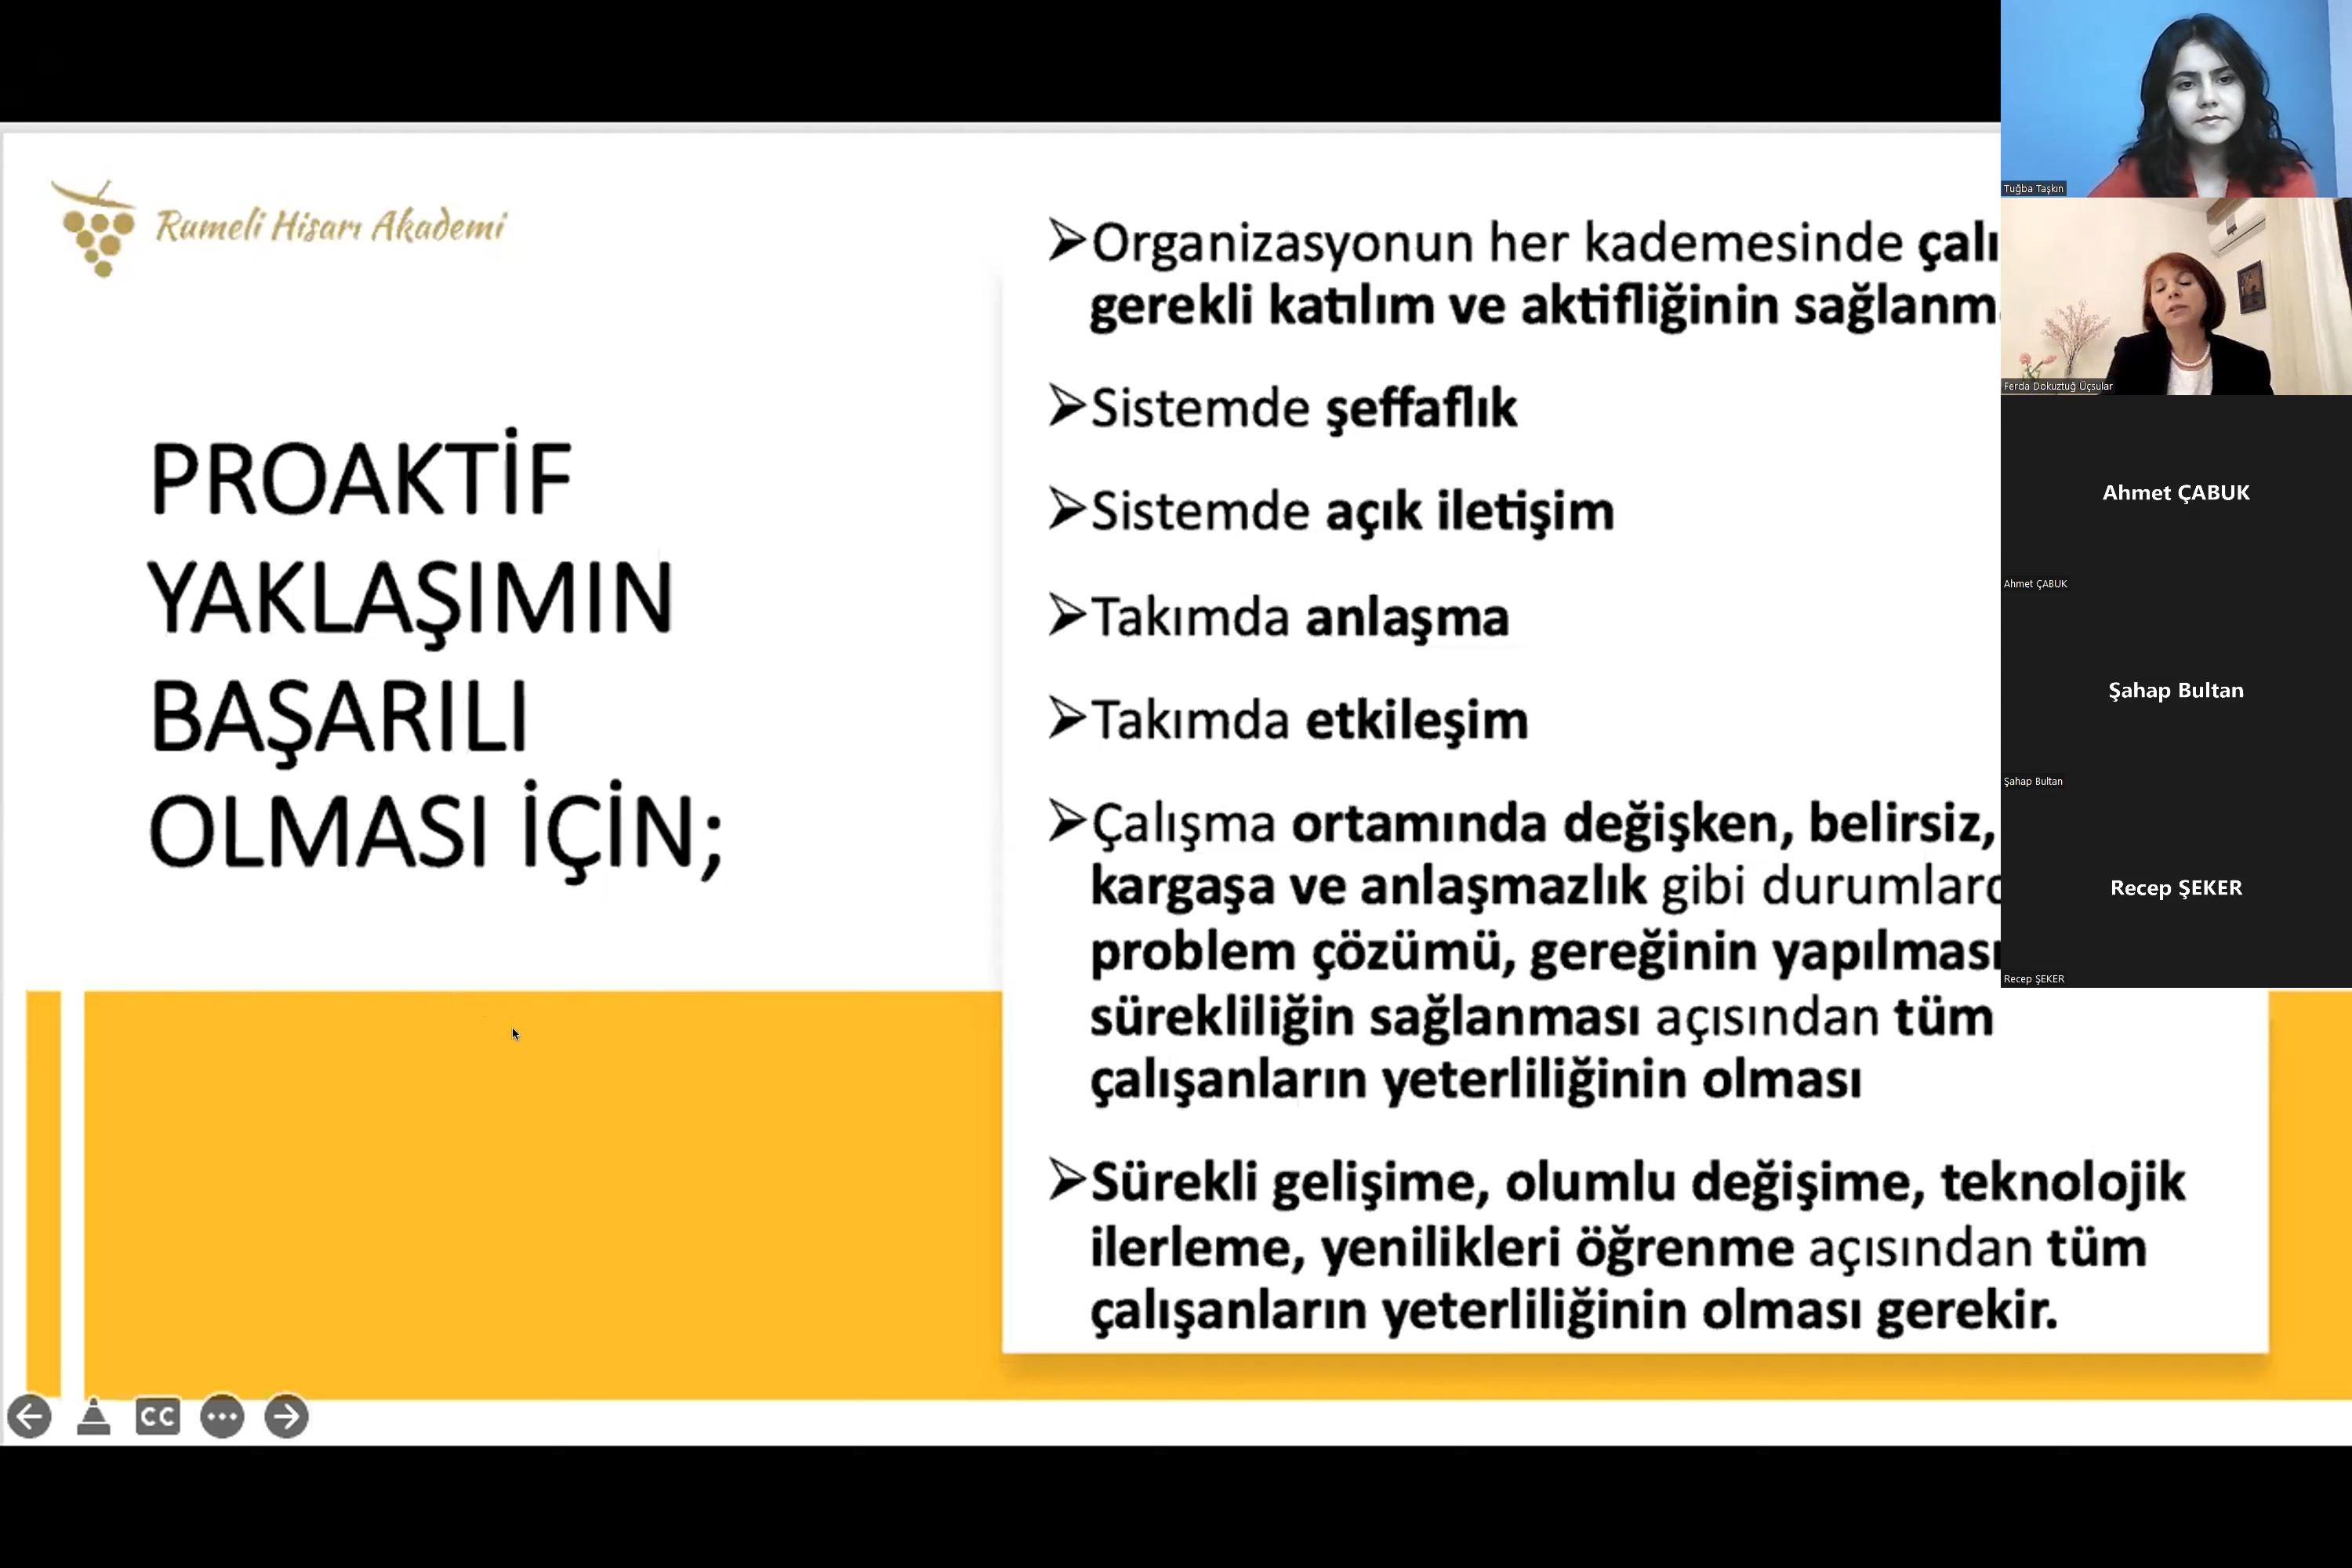 Rumeli Hisarı Akademi
PROAKTİF
YAKLAŞIMIN
BAŞARILI
OLMASI İÇİN;
➢Organizasyonun her kademesinde
gerekli katılım ve aktifliğinin
➢Sistemde şeffaflık
➢Sistemde açık iletişim
➢Takımda anlaşma
➢Takımda etkileşim
➢Çalışma ortamında değişken, belirsiz,
kargaşa ve anlaşmazlık gibi
problem çözümü, gereğinin yapılması
sürekliliğin sağlanması açısından tüm
çalışanların yeterliliğinin olması
➢Sürekli gelişime, olumlu değişime, teknolojik
ilerleme, yenilikleri öğrenme açısından tüm
çalışanların yeterliliğinin olması gerekir.
CC
Tuğba Taşkın
Ferda Dokuztuğ Üçsular
Ahmet ÇABUK
Ahmet ÇABUK
Şahap Bultan
Şahap Bultan
Recep ŞEKER
Recep ŞEKER